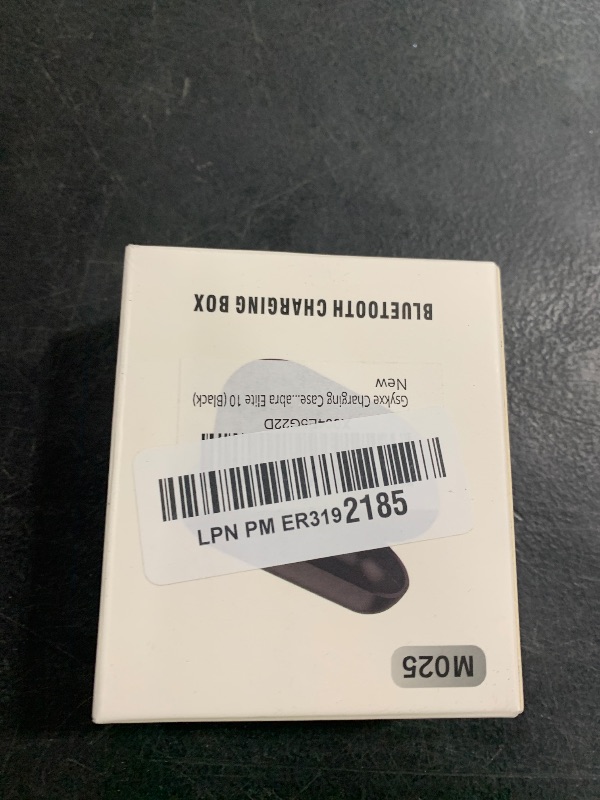 BLUETOOTH CHARGING BOX
New
Gsykxe Charging Case...abra Elite 10 (Black)
LPN PM ER3192185
M025